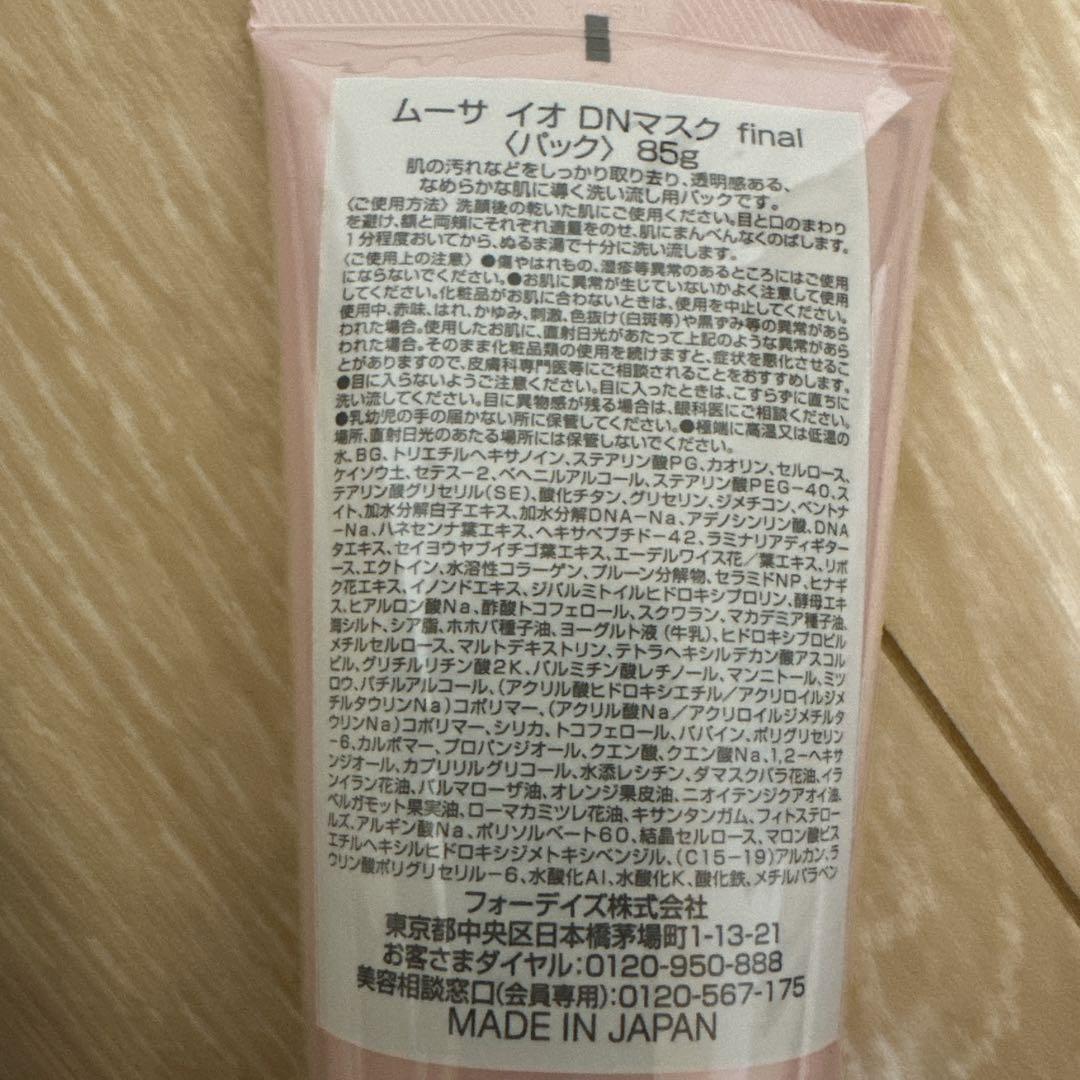 ムーサ イオ DNマスク final
〈パック〉 85g
肌の汚れなどをしっかり取り去り、透明感ある、
なめらかな肌に導く洗い流し用パックです。
〈ご使用方法〉洗顔後の乾いた肌にご使用ください。目と口のまわり
を避け、額と両頬にそれぞれ適量をのせ、肌にまんべんなくのばします。
1分程度おいてから、ぬるま湯で十分に洗い流します。
〈ご使用上の注意〉●傷やはれもの、湿疹等異常のあるところにはご使用
にならないでください。●お肌に異常が生じていないかよく注意して使用
してください。化粧品がお肌に合わないときは、使用を中止してください。
使用中、赤味、はれ、かゆみ、刺激、色抜け(白斑等)や黒ずみ等の異常があら
われた場合。使用したお肌に、直射日光があたって上記のような異常があら
われた場合。そのまま化粧品類の使用を続けますと、症状を悪化させるこ
とがありますので、皮膚科専門医等にご相談されることをおすすめします。
●目に入らないようご注意ください。目に入ったときは、こすらずに直ちに
洗い流してください。目に異物感が残る場合は、眼科医にご相談ください。
●乳幼児の手の届かない所に保管してください。●極端に高温又は低温の
場所、直射日光のあたる場所には保管しないでください。
水、BG、トリエチルヘキサノイン、ステアリン酸PG、カオリン、セルロース、
ケイソウ土、セテス-2、ベヘニルアルコール、ステアリン酸PEG-40、ス
テアリン酸グリセリル(SE)、酸化チタン、グリセリン、ジメチコン、ベントナ
イト、加水分解白子エキス、加水分解DNA-Na、アデノシンリン酸、DNA
-Na、ハネセンナ葉エキス、ヘキサペプチド-42、ラミナリアディギター
タエキス、セイヨウヤブイチゴ葉エキス、エーデルワイス花/葉エキス、リボ
ース、エクトイン、水溶性コラーゲン、プルーン分解物、セラミドNP、ヒナギ
ク花エキス、イノンドエキス、ジパルミトイルヒドロキシプロリン、酵母エキ
ス、ヒアルロン酸Na、酢酸トコフェロール、スクワラン、マカデミア種子油、
海シルト、シア脂、ホホバ種子油、ヨーグルト液(牛乳)、ヒドロキシプロピル
メチルセルロース、マルトデキストリン、テトラヘキシルデカン酸アスコル
ビル、グリチルリチン酸2K、パルミチン酸レチノール、マンニトール、ミツ
ロウ、バチルアルコール、(アクリル酸ヒドロキシエチル/アクリロイルジメ
チルタウリンNa)コポリマー、(アクリル酸Na/アクリロイルジメチルタ
ウリンNa)コポリマー、シリカ、トコフェロール、パパイン、ポリグリセリン
-6、カルボマー、プロパンジオール、クエン酸、クエン酸Na、1,2-ヘキサ
ンジオール、カプリリルグリコール、水添レシチン、ダマスクバラ花油、イラ
ンイラン花油、パルマローザ油、オレンジ果皮油、ニオイテンジクアオイ油、
ベルガモット果実油、ローマカミツレ花油、キサンタンガム、フィトステロー
ルズ、アルギン酸Na、ポリソルベート60、結晶セルロース、マロン酸ビス
エチルヘキシルヒドロキシジメトキシベンジル、(C15-19)アルカン、ラ
ウリン酸ポリグリセリル-6、水酸化Al、水酸化K、酸化鉄、メチルパラベン
フォーデイズ株式会社
東京都中央区日本橋茅場町1-13-21
お客さまダイヤル:0120-950-888
美容相談窓口(会員専用):0120-567-175
MADE IN JAPAN